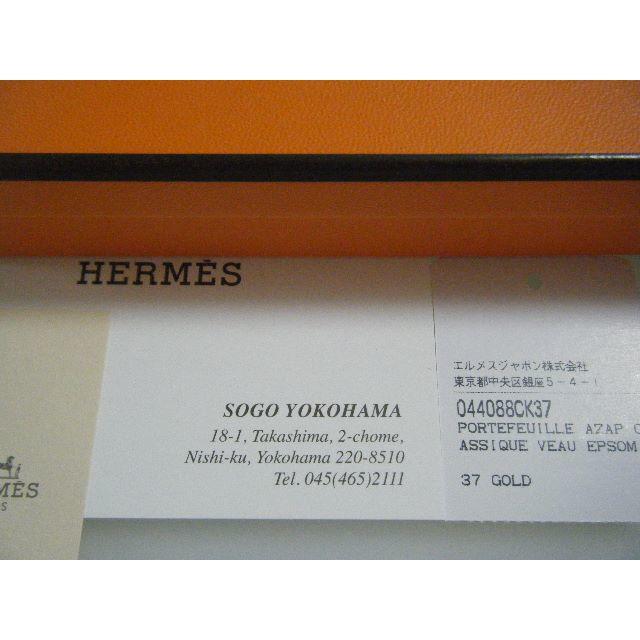 HERMÈS
SOGO YOKOHAMA
18-1, Takashima, 2-chome,
Nishi-ku, Yokohama 220-8510
Tel. 045(465)2111
エルメスジャポン株式会社
東京都中央区銀座5-4-1
044088CK37
PORTEFEUILLE AZAP C
ASSIQUE VEAU EPSOM
37 GOLD
MÈS